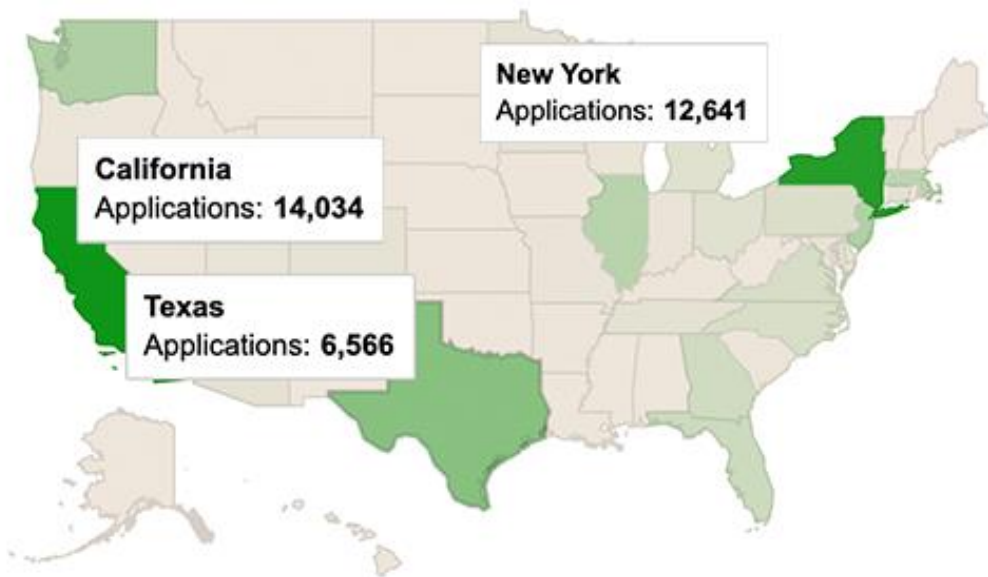 New York
Applications: 12,641
California
Applications: 14,034
Texas
Applications: 6,566